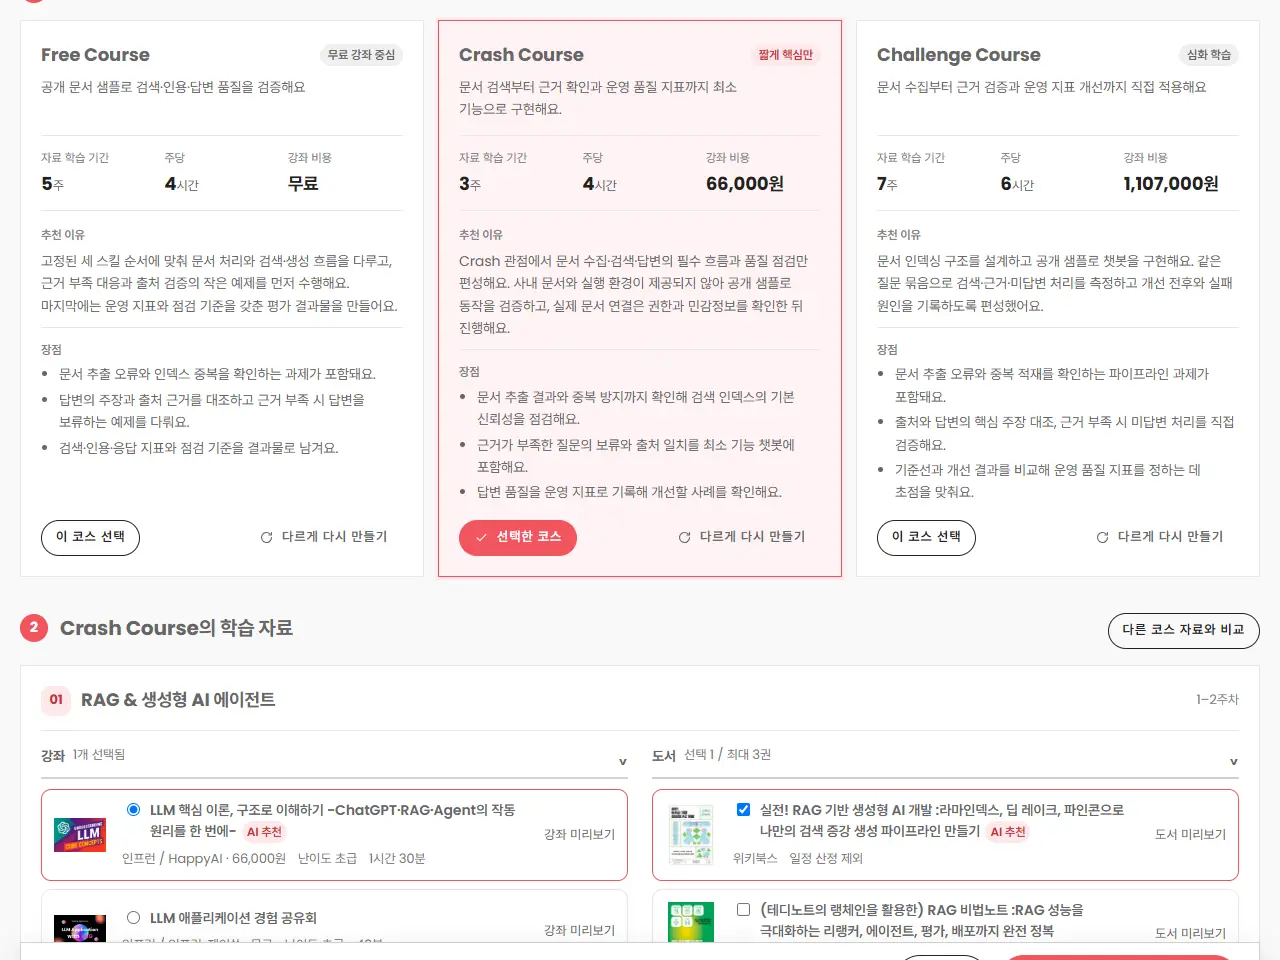 Free Course
무료 강좌 중심
공개 문서 샘플로 검색·인용·답변 품질을 검증해요
자료 학습 기간
주당
강좌 비용
5주
4시간
무료
추천 이유
고정된 세 스킬 순서에 맞춰 문서 처리와 검색·생성 흐름을 다루고,
근거 부족 대응과 출처 검증의 작은 예제를 먼저 수행해요.
마지막에는 운영 지표와 점검 기준을 갖춘 평가 결과물을 만들어요.
장점
문서 추출 오류와 인덱스 중복을 확인하는 과제가 포함돼요.
답변의 주장과 출처 근거를 대조하고 근거 부족 시 답변을
보류하는 예제를 다뤄요.
검색·인용·응답 지표와 점검 기준을 결과물로 남겨요.
이 코스 선택
다르게 다시 만들기
Crash Course
짧게 핵심만
문서 검색부터 근거 확인과 운영 품질 지표까지 최소
기능으로 구현해요.
자료 학습 기간
주당
강좌 비용
3주
4시간
66,000원
추천 이유
Crash 관점에서 문서 수집·검색·답변의 필수 흐름과 품질 점검만
편성해요. 사내 문서와 실행 환경이 제공되지 않아 공개 샘플로
동작을 검증하고, 실제 문서 연결은 권한과 민감정보를 확인한 뒤
진행해요.
장점
문서 추출 결과와 중복 방지까지 확인해 검색 인덱스의 기본
신뢰성을 점검해요.
근거가 부족한 질문의 보류와 출처 일치를 최소 기능 챗봇에
포함해요.
답변 품질을 운영 지표로 기록해 개선할 사례를 확인해요.
선택한 코스
다르게 다시 만들기
Challenge Course
심화 학습
문서 수집부터 근거 검증과 운영 지표 개선까지 직접 적용해요
자료 학습 기간
주당
강좌 비용
7주
6시간
1,107,000원
추천 이유
문서 인덱싱 구조를 설계하고 공개 샘플로 챗봇을 구현해요. 같은
질문 묶음으로 검색·근거·미답변 처리를 측정하고 개선 전후와 실패
원인을 기록하도록 편성했어요.
장점
문서 추출 오류와 중복 적재를 확인하는 파이프라인 과제가
포함돼요.
출처와 답변의 핵심 주장 대조, 근거 부족 시 미답변 처리를 직접
검증해요.
기준선과 개선 결과를 비교해 운영 품질 지표를 정하는 데
초점을 맞춰요.
이 코스 선택
다르게 다시 만들기
2
Crash Course의 학습 자료
다른 코스 자료와 비교
01
RAG & 생성형 AI 에이전트
1–2주차
강좌 1개 선택됨
v
LLM 핵심 이론, 구조로 이해하기 -ChatGPT·RAG·Agent의 작동
원리를 한 번에- AI 추천
인프런 / HappyAI · 66,000원 난이도 초급 1시간 30분
강좌 미리보기
LLM 애플리케이션 경험 공유회
강좌 미리보기
도서 선택 1 / 최대 3권
v
실전! RAG 기반 생성형 AI 개발 :라마인덱스, 딥 레이크, 파인콘으로
나만의 검색 증강 생성 파이프라인 만들기 AI 추천
위키북스 일정 산정 제외
도서 미리보기
(테디노트의 랭체인을 활용한) RAG 비법노트 :RAG 성능을
극대화하는 리랭커, 에이전트, 평가, 배포까지 완전 정복
도서 미리보기